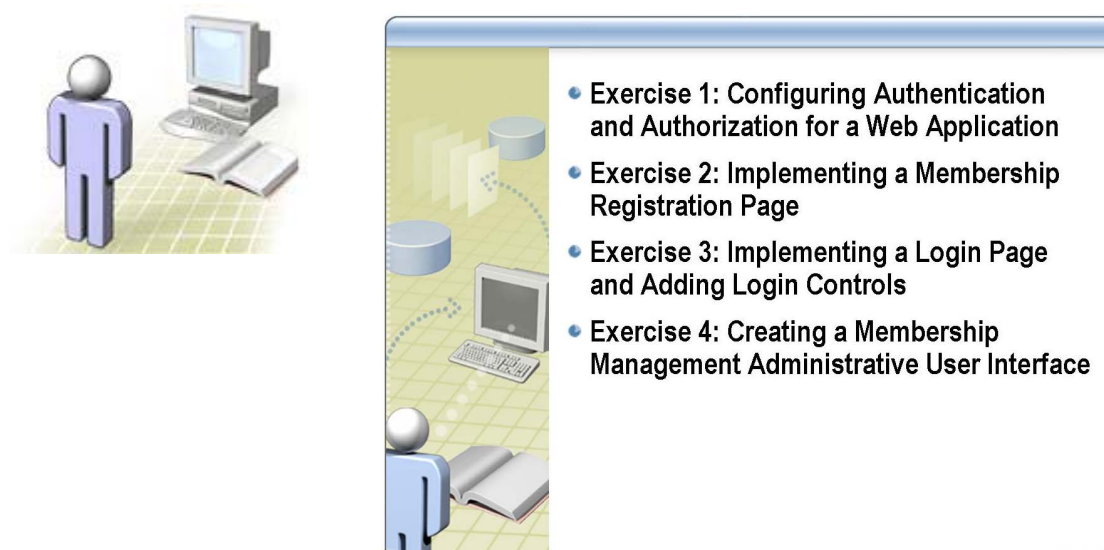 Exercise 1: Configuring Authentication
and Authorization for a Web Application
Exercise 2: Implementing a Membership
Registration Page
Exercise 3: Implementing a Login Page
and Adding Login Controls
Exercise 4: Creating a Membership
Management Administrative User Interface